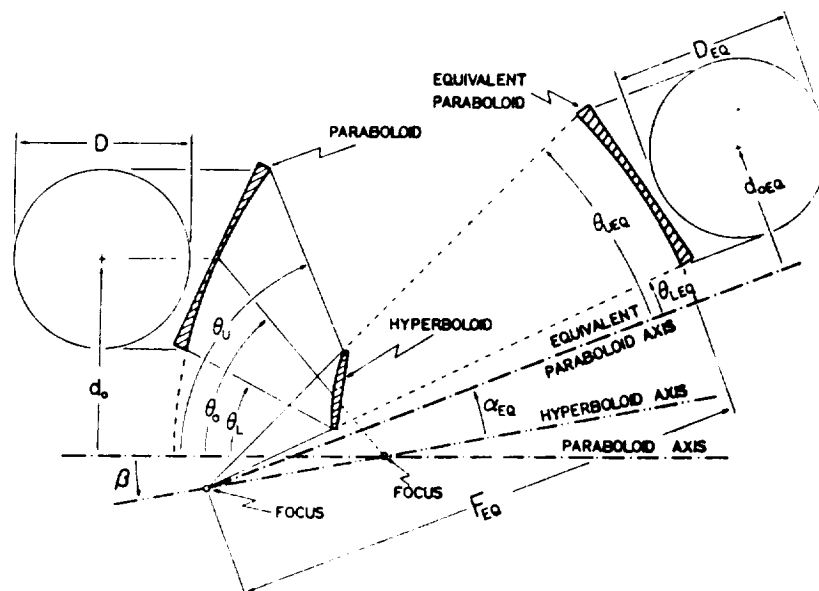 D_EQ
EQUIVALENT
PARABOLOID
PARABOLOID
D
d_oEQ
θ_UEQ
θ_LEQ
θ_U
HYPERBOLOID
EQUIVALENT
PARABOLOID AXIS
d_o
θ_o
θ_L
α_EQ
HYPERBOLOID AXIS
PARABOLOID AXIS
β
FOCUS
FOCUS
F_EQ